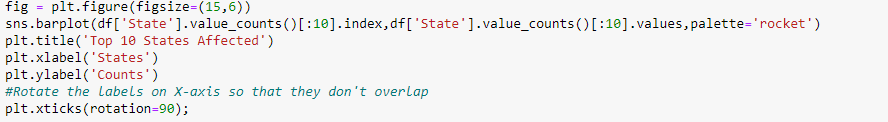 fig = plt.figure(figsize=(15,6))
sns.barplot(df['State'].value_counts()[:10].index,df['State'].value_counts()[:10].values,palette='rocket')
plt.title('Top 10 States Affected')
plt.xlabel('States')
plt.ylabel('Counts')
#Rotate the labels on X-axis so that they don't overlap
plt.xticks(rotation=90);